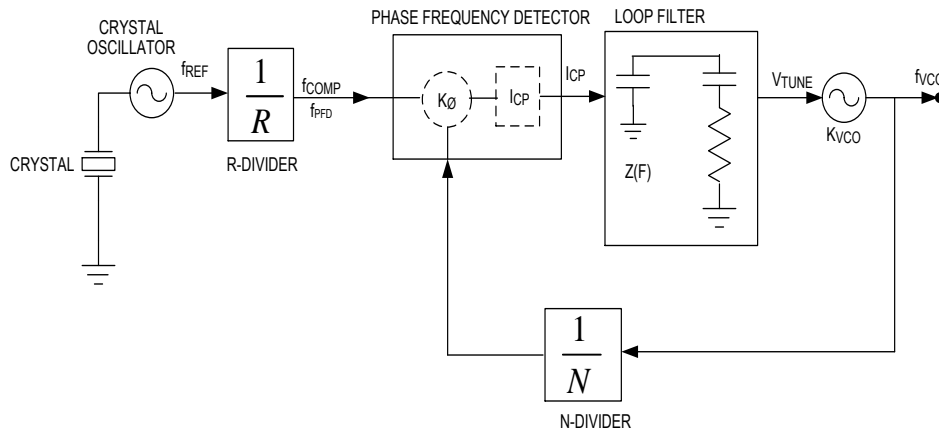 CRYSTAL
OSCILLATOR
fREF
1
R
R-DIVIDER
CRYSTAL
fCOMP
fPFD
PHASE FREQUENCY DETECTOR
KØ
ICP
ICP
LOOP FILTER
Z(F)
VTUNE
KVCO
fVCO
1
N
N-DIVIDER